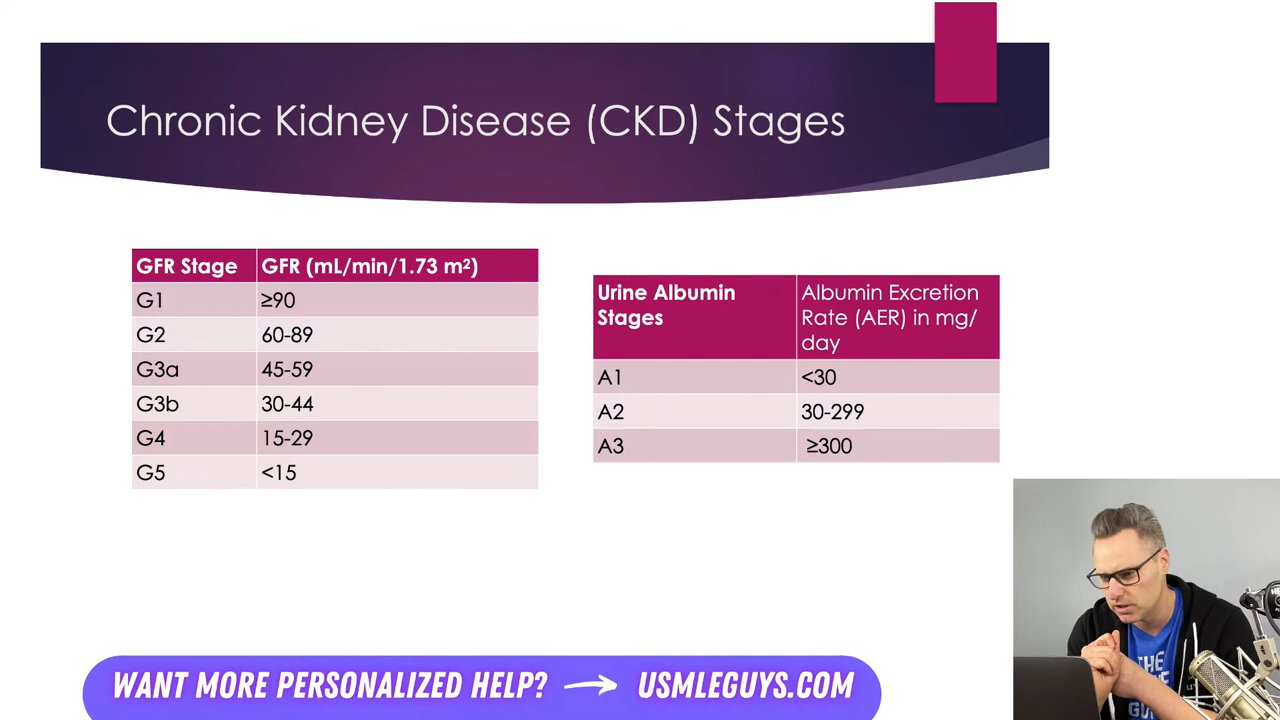 Chronic Kidney Disease (CKD) Stages
GFR Stage GFR (mL/min/1.73 m²)
G1 ≥90
G2 60-89
G3a 45-59
G3b 30-44
G4 15-29
G5 <15
Urine Albumin
Stages
Albumin Excretion
Rate (AER) in mg/
day
A1 <30
A2 30-299
A3 ≥300
THE
WANT MORE PERSONALIZED HELP? → USMLEGUYS.COM